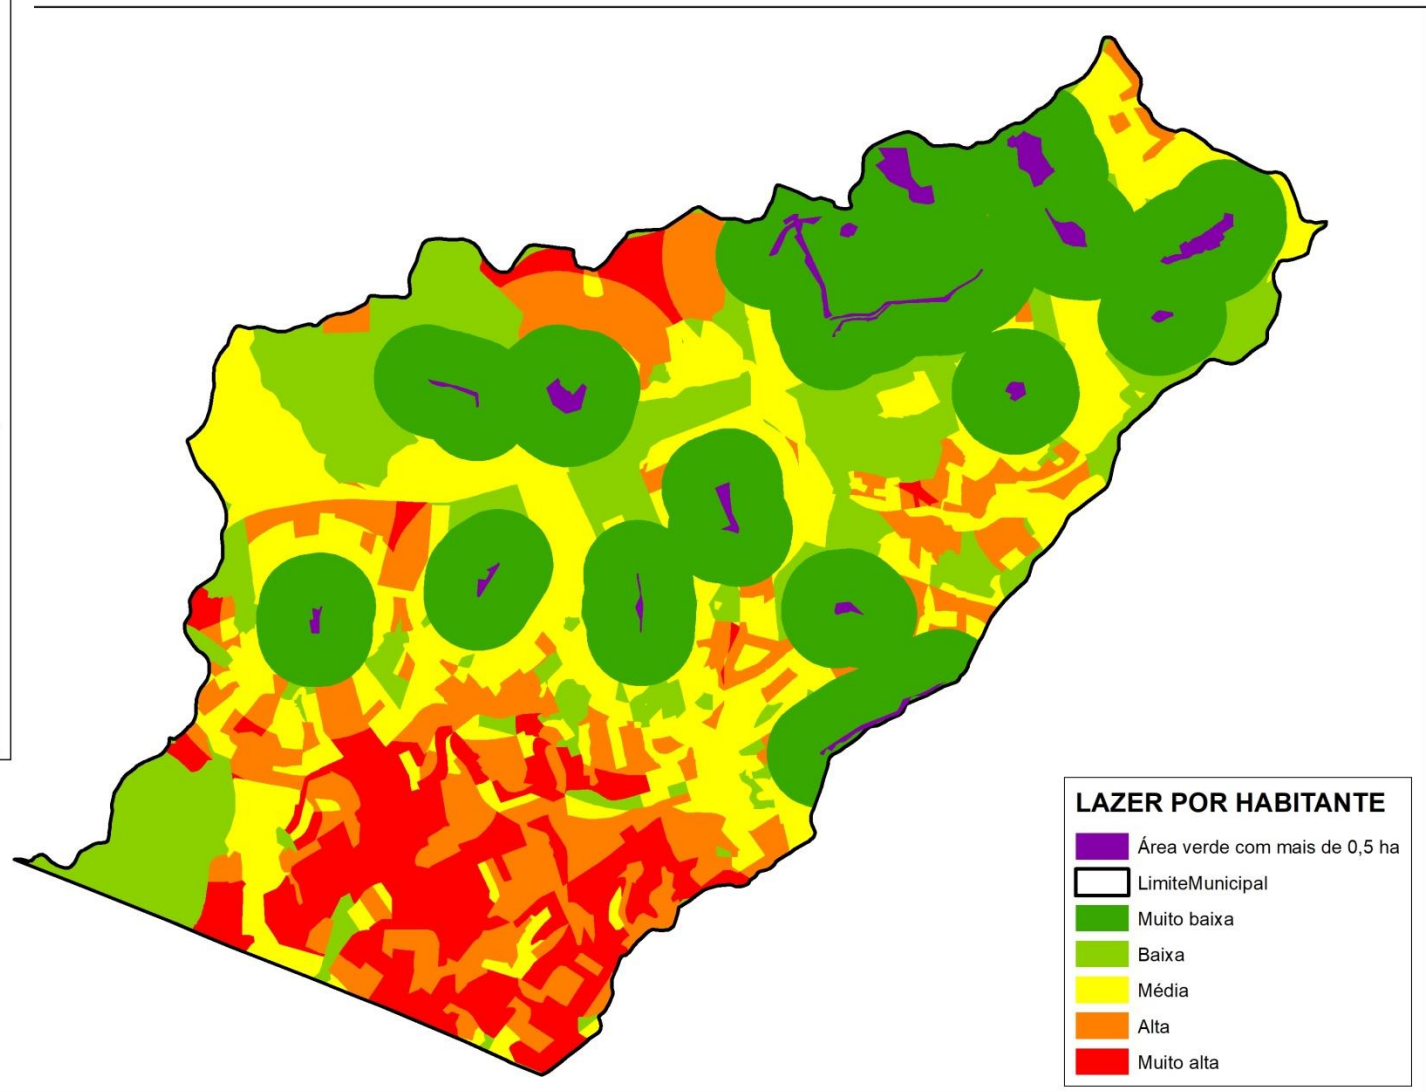 LAZER POR HABITANTE
Área verde com mais de 0,5 ha
LimiteMunicipal
Muito baixa
Baixa
Média
Alta
Muito alta